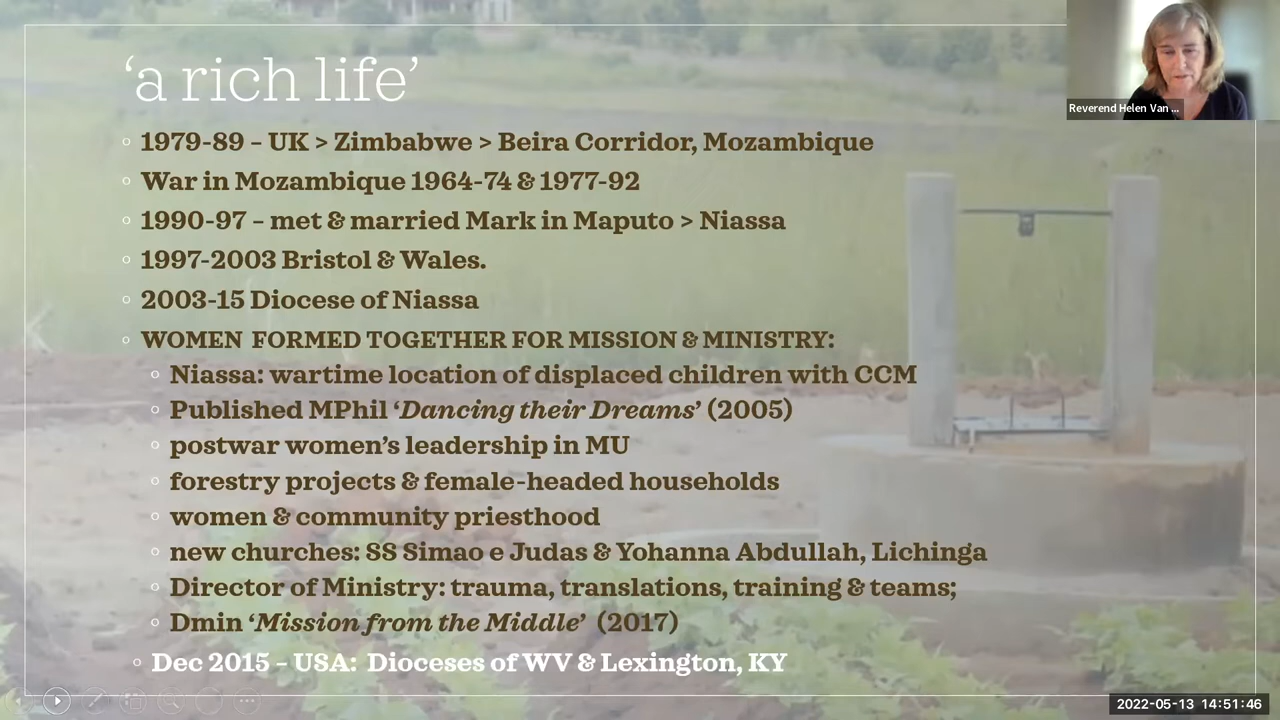 ‘a rich life’
Reverend Helen Van ...
1979-89 – UK > Zimbabwe > Beira Corridor, Mozambique
War in Mozambique 1964-74 & 1977-92
1990-97 – met & married Mark in Maputo > Niassa
1997-2003 Bristol & Wales.
2003-15 Diocese of Niassa
WOMEN FORMED TOGETHER FOR MISSION & MINISTRY:
Niassa: wartime location of displaced children with CCM
Published MPhil ‘Dancing their Dreams’ (2005)
postwar women’s leadership in MU
forestry projects & female-headed households
women & community priesthood
new churches: SS Simao e Judas & Yohanna Abdullah, Lichinga
Director of Ministry: trauma, translations, training & teams;
Dmin ‘Mission from the Middle’ (2017)
Dec 2015 – USA: Dioceses of WV & Lexington, KY
2022-05-13 14:51:46